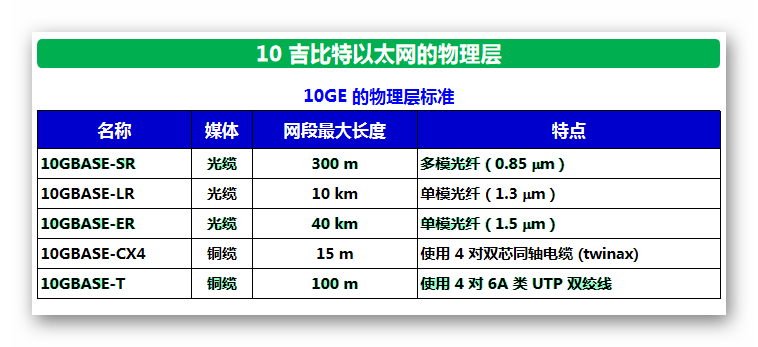 10 吉比特以太网的物理层
10GE 的物理层标准
名称 媒体 网段最大长度 特点
10GBASE-SR 光缆 300 m 多模光纤 ( 0.85 μm )
10GBASE-LR 光缆 10 km 单模光纤 ( 1.3 μm )
10GBASE-ER 光缆 40 km 单模光纤 ( 1.5 μm )
10GBASE-CX4 铜缆 15 m 使用 4 对双芯同轴电缆 (twinax)
10GBASE-T 铜缆 100 m 使用 4 对 6A 类 UTP 双绞线